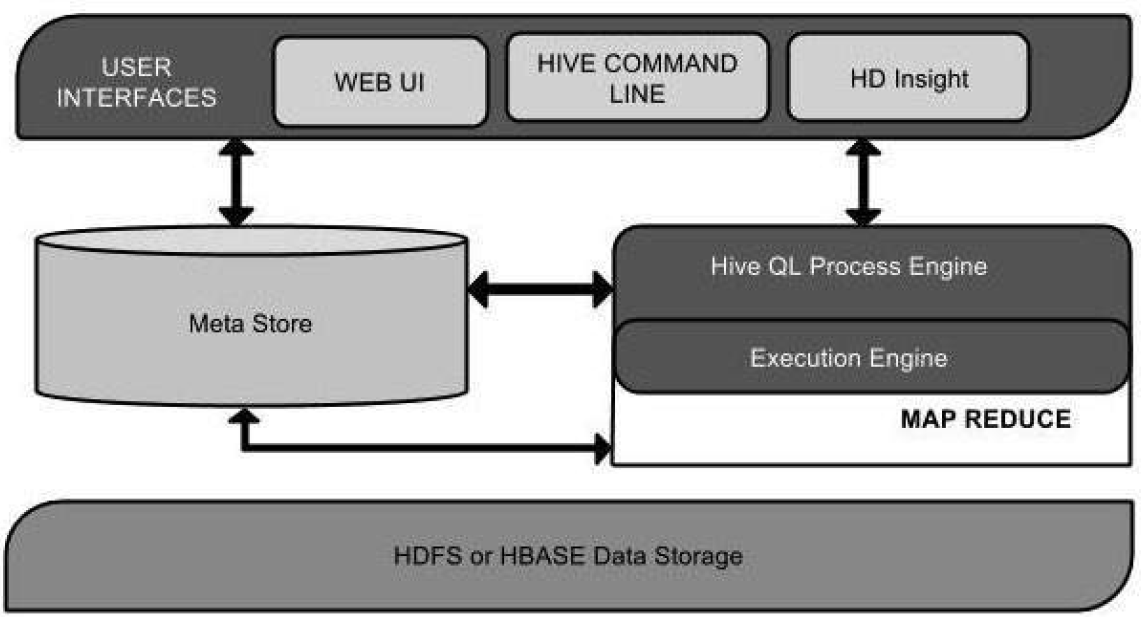 USER
INTERFACES
WEB UI
HIVE COMMAND
LINE
HD Insight
Meta Store
Hive QL Process Engine
Execution Engine
MAP REDUCE
HDFS or HBASE Data Storage